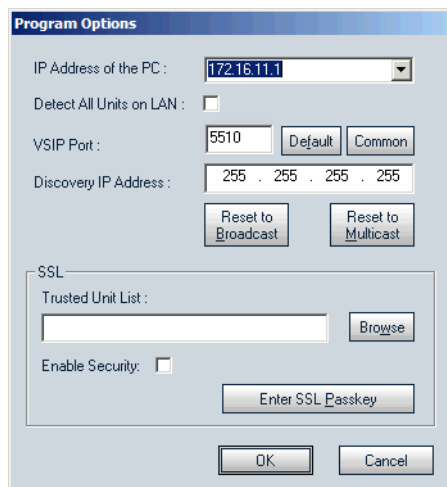 Program Options
IP Address of the PC : 172.16.11.1
Detect All Units on LAN :
VSIP Port : 5510 Default Common
Discovery IP Address : 255 . 255 . 255 . 255
Reset to Broadcast Reset to Multicast
SSL
Trusted Unit List :
Browse
Enable Security:
Enter SSL Passkey
OK Cancel